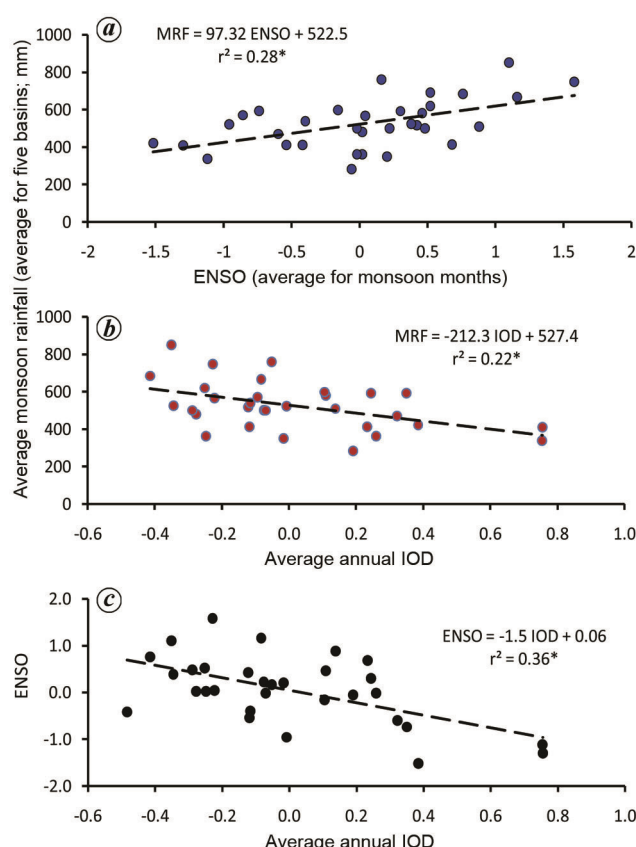 a
MRF = 97.32 ENSO + 522.5
r² = 0.28*
1000
800
600
400
200
0
-2 -1.5 -1 -0.5 0 0.5 1 1.5 2
ENSO (average for monsoon months)
Average monsoon rainfall (average for five basins; mm)
b
MRF = -212.3 IOD + 527.4
r² = 0.22*
1000
800
600
400
200
0
-0.6 -0.4 -0.2 0.0 0.2 0.4 0.6 0.8 1.0
Average annual IOD
c
ENSO = -1.5 IOD + 0.06
r² = 0.36*
2.0
1.0
0.0
-1.0
-2.0
ENSO
-0.6 -0.4 -0.2 0.0 0.2 0.4 0.6 0.8 1.0
Average annual IOD